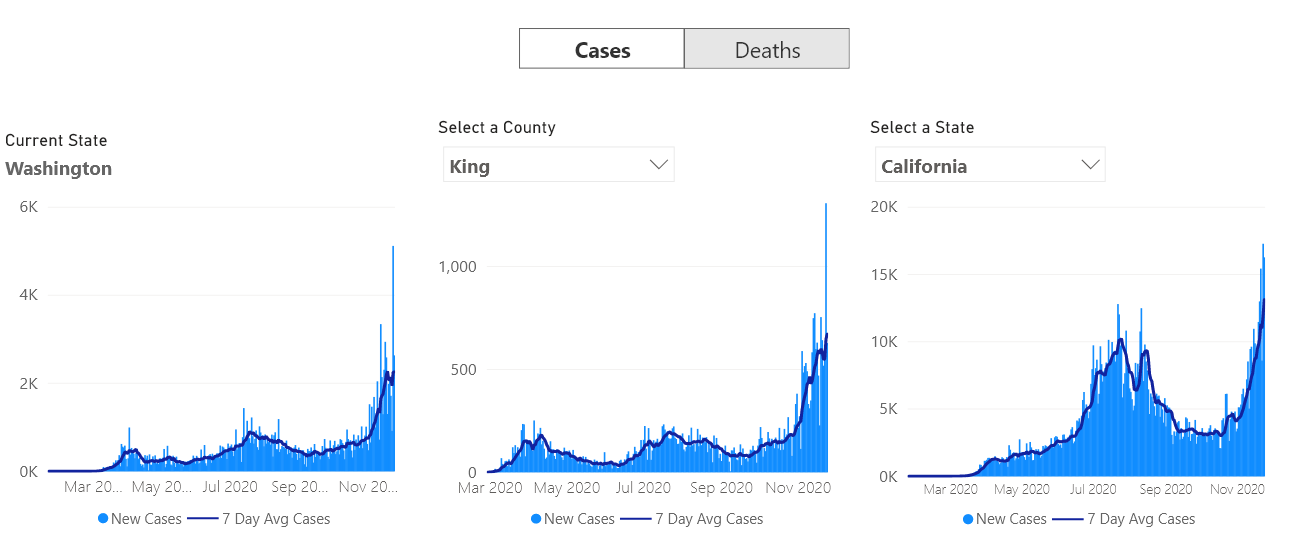 Cases
Deaths
Current State
Washington
6K
4K
2K
0K
Mar 20...
May 20...
Jul 2020
Sep 20...
Nov 20...
New Cases
7 Day Avg Cases
Select a County
King
1,000
500
0
Mar 2020
May 2020
Jul 2020
Sep 2020
Nov 2020
New Cases
7 Day Avg Cases
Select a State
California
20K
15K
10K
5K
0K
Mar 2020
May 2020
Jul 2020
Sep 2020
Nov 2020
New Cases
7 Day Avg Cases